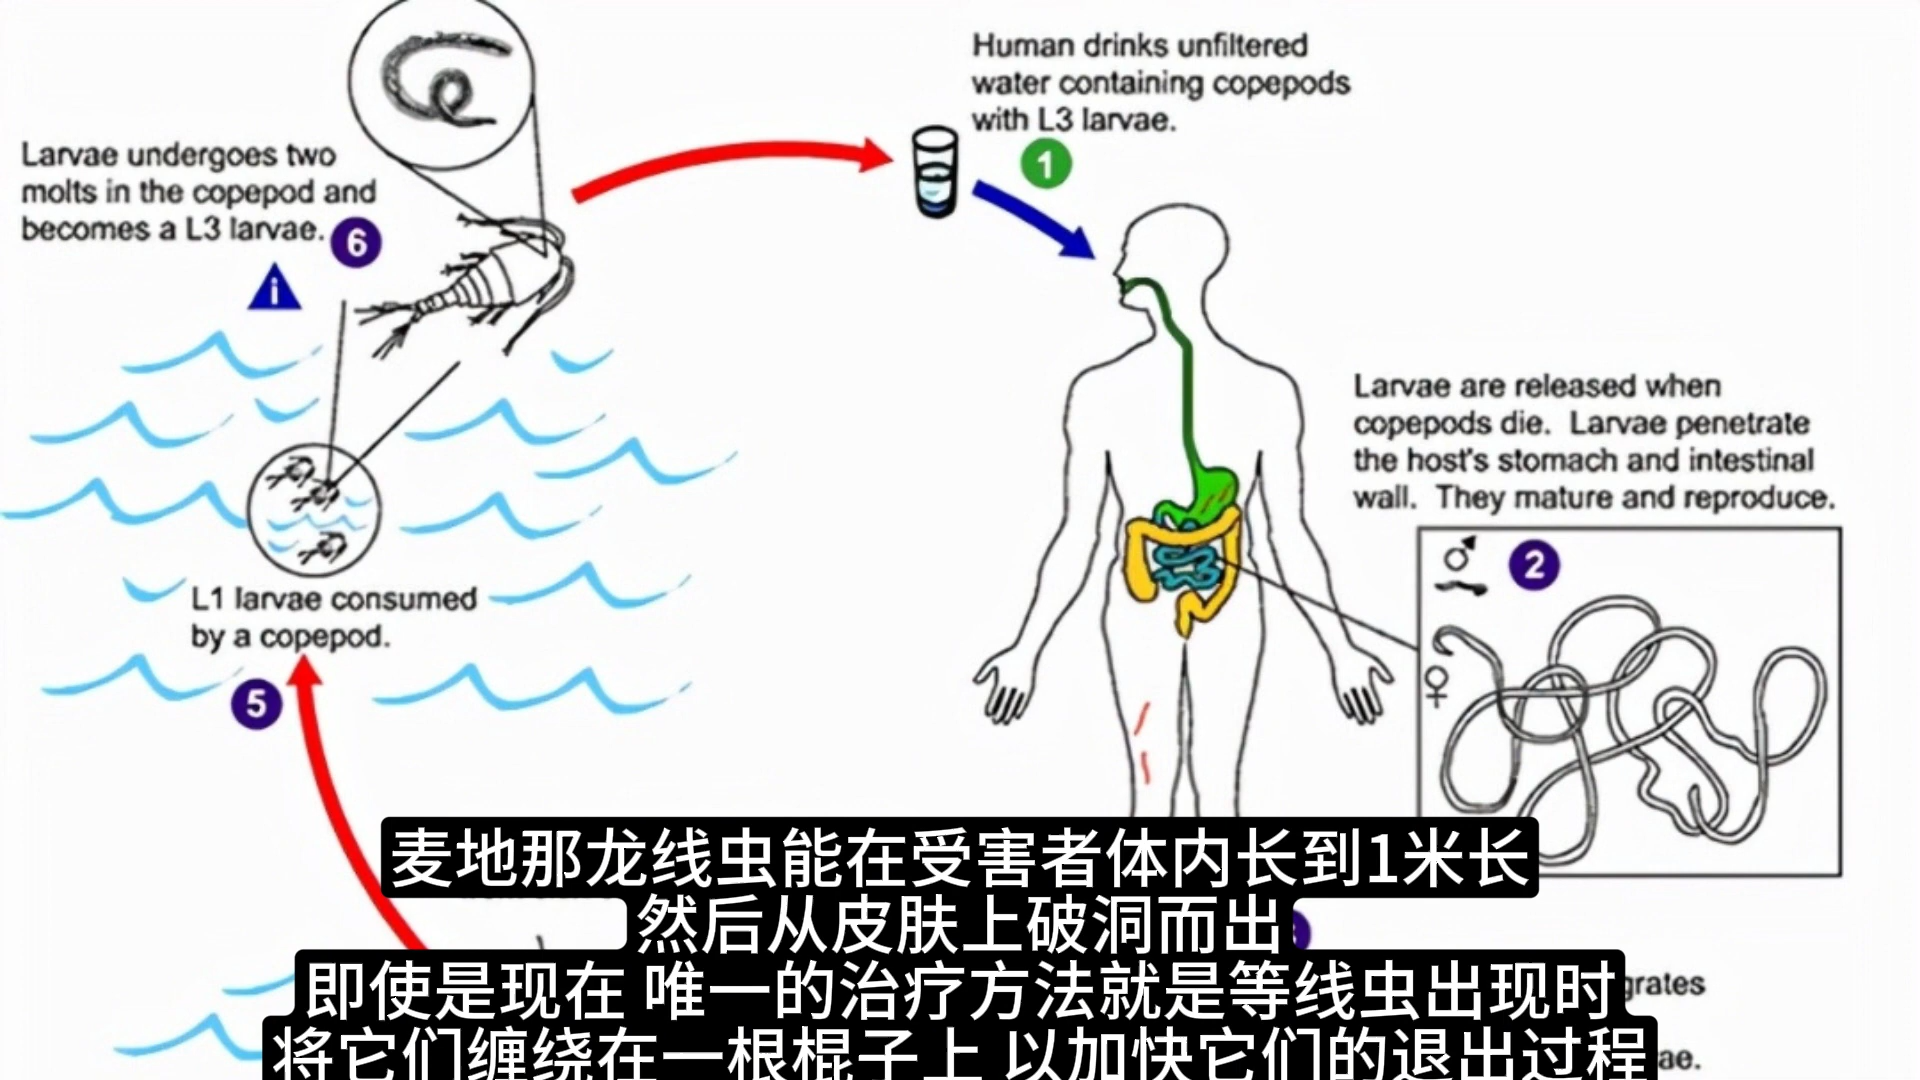 Human drinks unfiltered
water containing copepods
with L3 larvae.
1
Larvae undergoes two
molts in the copepod and
becomes a L3 larvae.
6
i
Larvae are released when
copepods die. Larvae penetrate
the host's stomach and intestinal
wall. They mature and reproduce.
♂
2
♀
L1 larvae consumed
by a copepod.
5
麦地那龙线虫能在受害者体内长到1米长
然后从皮肤上破洞而出
即使是现在 唯一的治疗方法就是等线虫出现时
将它们缠绕在一根棍子上 以加快它们的退出过程